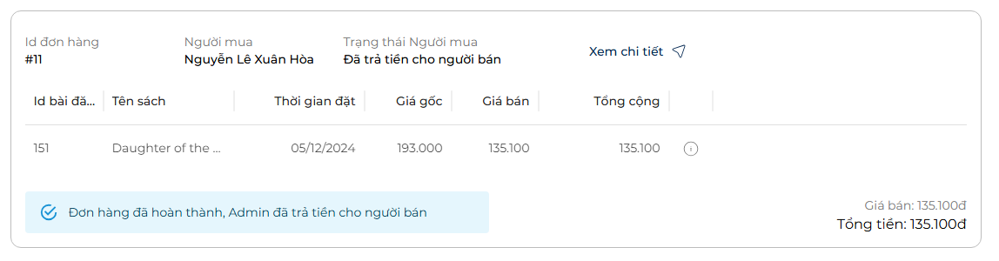 Id đơn hàng Người mua Trạng thái Người mua
#11 Nguyễn Lê Xuân Hòa Đã trả tiền cho người bán Xem chi tiết
Id bài đă... Tên sách Thời gian đặt Giá gốc Giá bán Tổng cộng
151 Daughter of the ... 05/12/2024 193.000 135.100 135.100
Đơn hàng đã hoàn thành, Admin đã trả tiền cho người bán
Giá bán: 135.100đ
Tổng tiền: 135.100đ